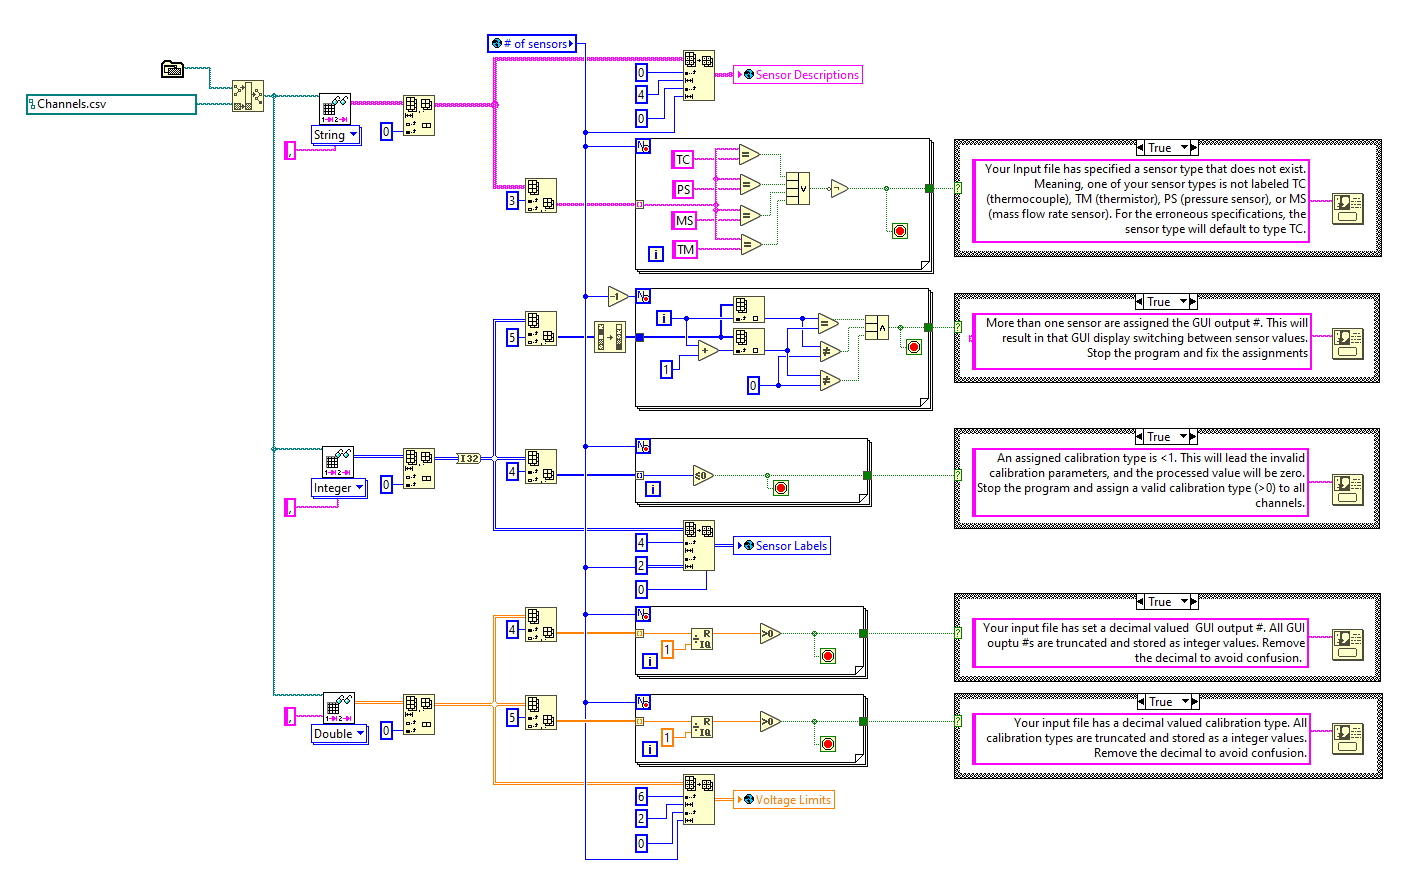 # of sensors
Channels.csv
String
,
0
0
4
0
Sensor Descriptions
3
N
TC
PS
MS
TM
i
=
=
=
=
V
True
?
Your Input file has specified a sensor type that does not exist.
Meaning, one of your sensor types is not labeled TC
(thermocouple), TM (thermistor), PS (pressure sensor), or MS
(mass flow rate sensor). For the erroneous specifications, the
sensor type will default to type TC.
-1
N
5
i
+
1
0
=
≠
≠
Λ
True
?
More than one sensor are assigned the GUI output #. This will
result in that GUI display switching between sensor values.
Stop the program and fix the assignments
Integer
,
0
I32
4
N
i
≤0
True
?
An assigned calibration type is <1. This will lead the invalid
calibration parameters, and the processed value will be zero.
Stop the program and assign a valid calibration type (>0) to all
channels.
4
2
0
Sensor Labels
4
N
i
1
R
IQ
>0
True
?
Your input file has set a decimal valued  GUI output #. All GUI
ouptu #s are truncated and stored as integer values. Remove
the decimal to avoid confusion.
Double
,
0
5
N
i
1
R
IQ
>0
True
?
Your input file has a decimal valued calibration type. All
calibration types are truncated and stored as a integer values.
Remove the decimal to avoid confusion.
6
2
0
Voltage Limits